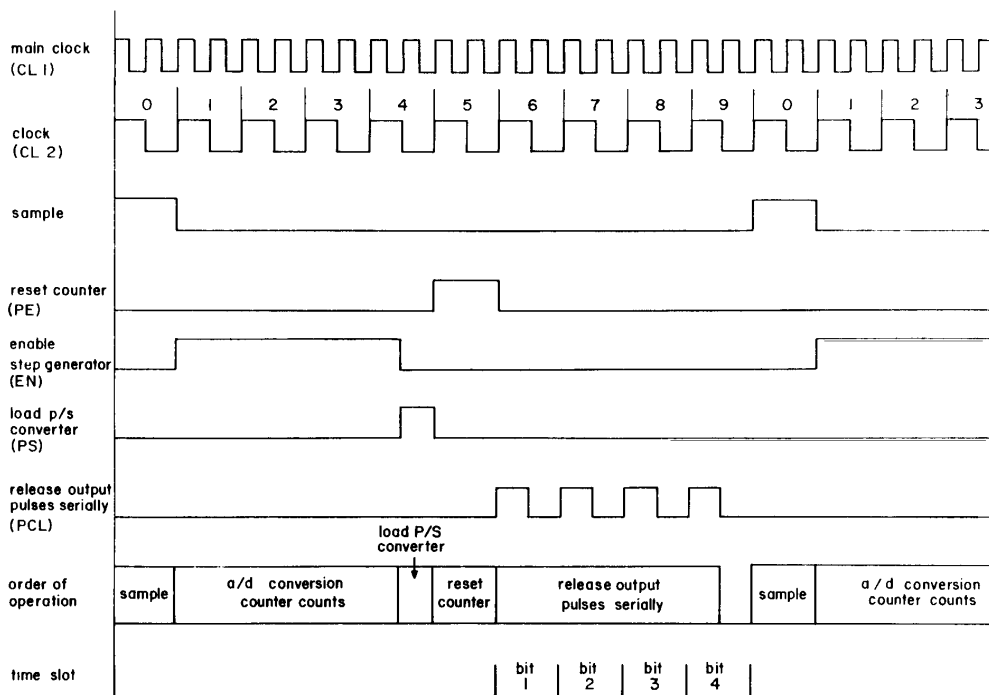 main clock
(CL 1)
0 1 2 3 4 5 6 7 8 9 0 1 2 3
clock
(CL 2)
sample
reset counter
(PE)
enable
step generator
(EN)
load p/s
converter
(PS)
release output
pulses serially
(PCL)
load P/S
converter
order of
operation
sample
a/d conversion
counter counts
reset
counter
release output
pulses serially
sample
a/d conversion
counter counts
time slot
bit
1
bit
2
bit
3
bit
4